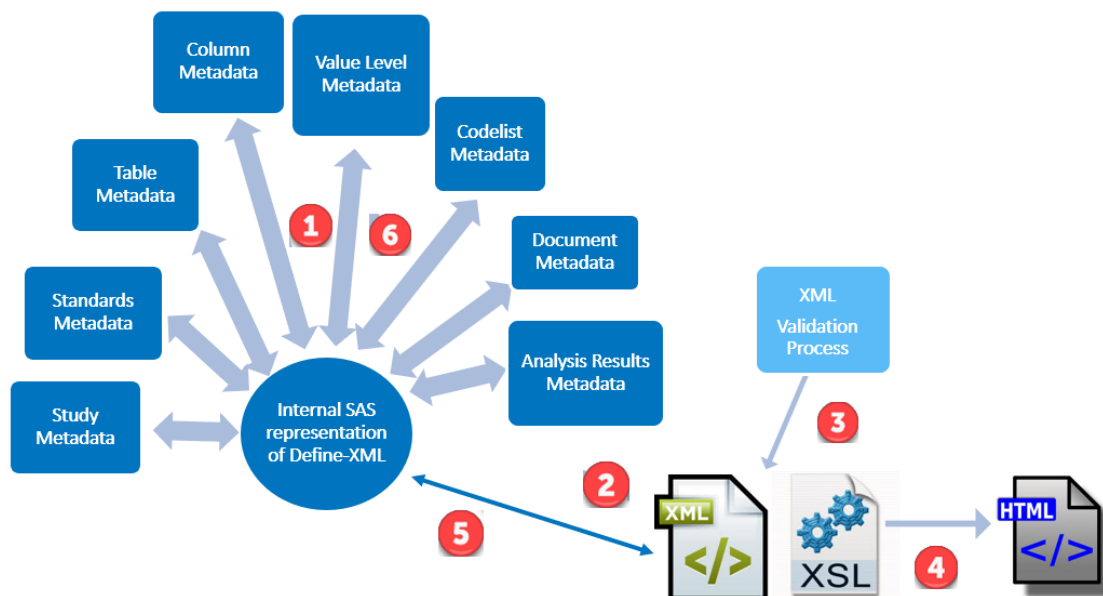 Column
Metadata
Value Level
Metadata
Codelist
Metadata
Table
Metadata
1
6
Document
Metadata
Standards
Metadata
XML
Validation
Process
Analysis Results
Metadata
Study
Metadata
Internal SAS
representation
of Define-XML
3
2
5
XML
</>
XSL
4
HTML
</>